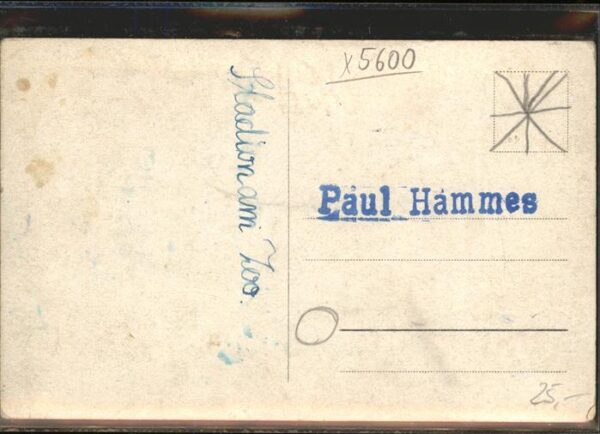 x5600
Stadion am Zoo.
Paul Hammes
25,-